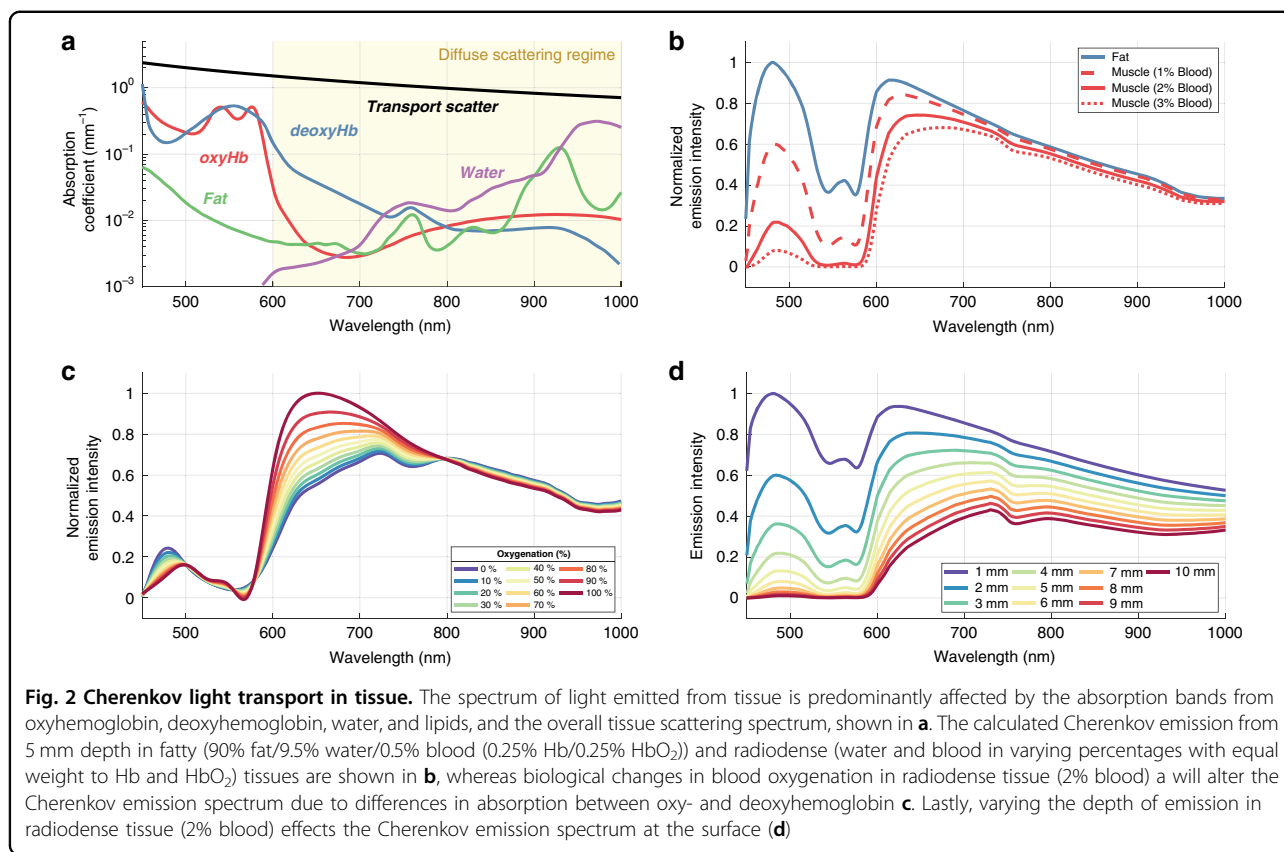 a
Diffuse scattering regime
Transport scatter
deoxyHb
oxyHb
Water
Fat
Absorption
coefficient (mm⁻¹)
10⁰
10⁻¹
10⁻²
10⁻³
500 600 700 800 900 1000
Wavelength (nm)
b
Fat
Muscle (1% Blood)
Muscle (2% Blood)
Muscle (3% Blood)
Normalized
emission intensity
1
0.8
0.6
0.4
0.2
0
500 600 700 800 900 1000
Wavelength (nm)
c
Normalized
emission intensity
1
0.8
0.6
0.4
0.2
0
Oxygenation (%)
0 % 40 % 80 %
10 % 50 % 90 %
20 % 60 % 100 %
30 % 70 %
500 600 700 800 900 1000
Wavelength (nm)
d
Emission intensity
1
0.8
0.6
0.4
0.2
0
1 mm 4 mm 7 mm 10 mm
2 mm 5 mm 8 mm
3 mm 6 mm 9 mm
500 600 700 800 900 1000
Wavelength (nm)
Fig. 2 Cherenkov light transport in tissue. The spectrum of light emitted from tissue is predominantly affected by the absorption bands from
oxyhemoglobin, deoxyhemoglobin, water, and lipids, and the overall tissue scattering spectrum, shown in a. The calculated Cherenkov emission from
5 mm depth in fatty (90% fat/9.5% water/0.5% blood (0.25% Hb/0.25% HbO₂)) and radiodense (water and blood in varying percentages with equal
weight to Hb and HbO₂) tissues are shown in b, whereas biological changes in blood oxygenation in radiodense tissue (2% blood) a will alter the
Cherenkov emission spectrum due to differences in absorption between oxy- and deoxyhemoglobin c. Lastly, varying the depth of emission in
radiodense tissue (2% blood) effects the Cherenkov emission spectrum at the surface (d)